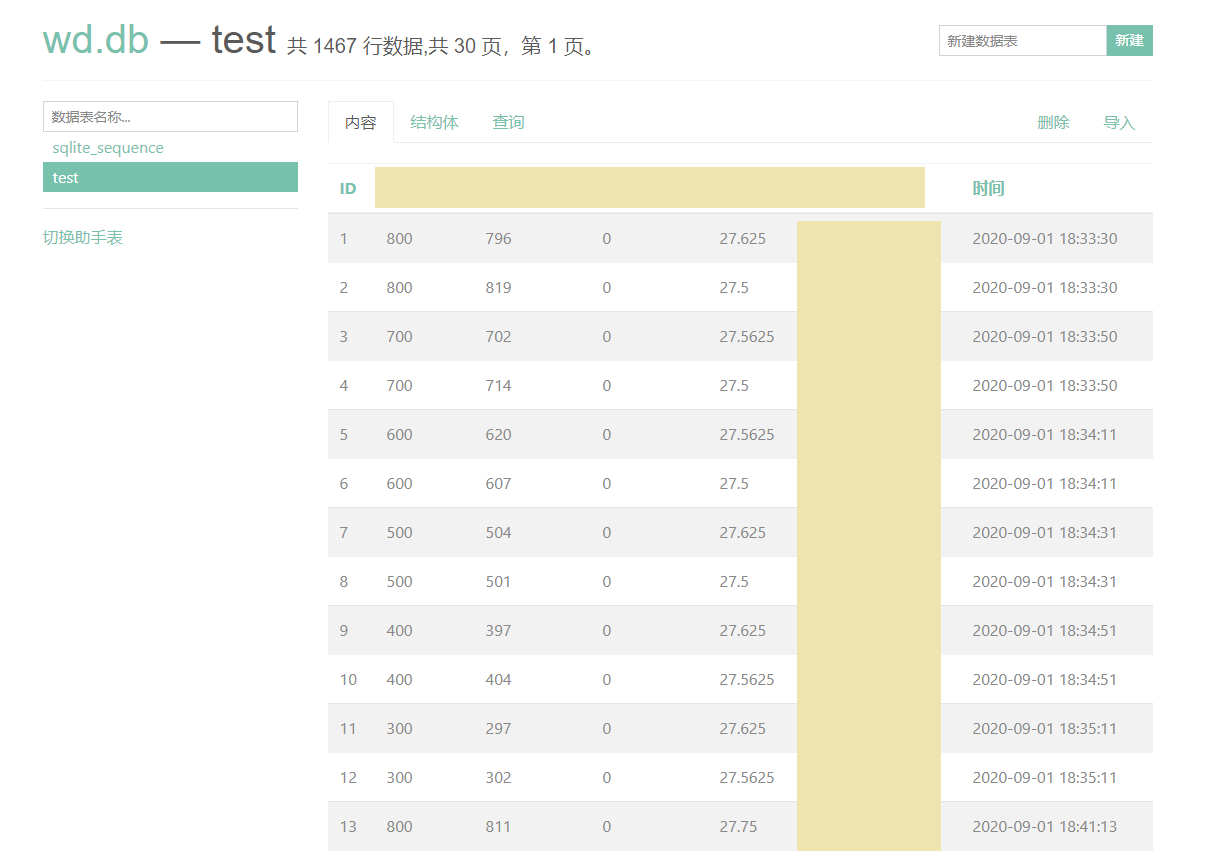 wd.db — test 共 1467 行数据,共 30 页，第 1 页。
新建数据表 新建
数据表名称...
sqlite_sequence
test
切换助手表
内容 结构体 查询 删除 导入
ID 时间
1 800 796 0 27.625 2020-09-01 18:33:30
2 800 819 0 27.5 2020-09-01 18:33:30
3 700 702 0 27.5625 2020-09-01 18:33:50
4 700 714 0 27.5 2020-09-01 18:33:50
5 600 620 0 27.5625 2020-09-01 18:34:11
6 600 607 0 27.5 2020-09-01 18:34:11
7 500 504 0 27.625 2020-09-01 18:34:31
8 500 501 0 27.5 2020-09-01 18:34:31
9 400 397 0 27.625 2020-09-01 18:34:51
10 400 404 0 27.5625 2020-09-01 18:34:51
11 300 297 0 27.625 2020-09-01 18:35:11
12 300 302 0 27.5625 2020-09-01 18:35:11
13 800 811 0 27.75 2020-09-01 18:41:13